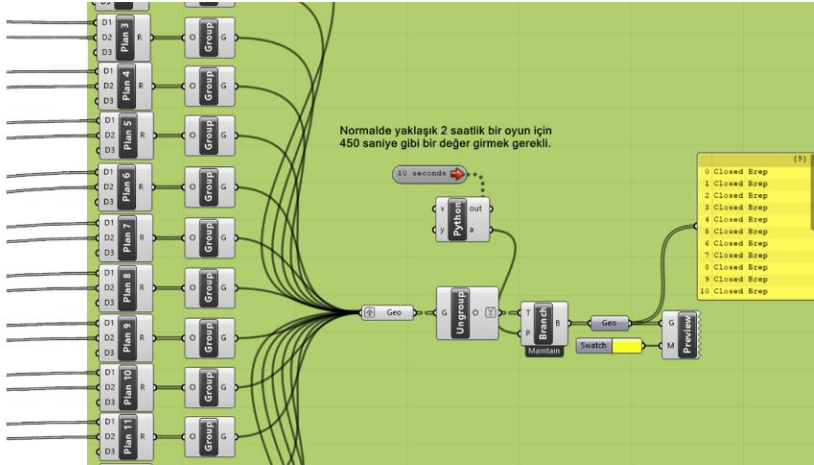 D1
D2
D3
Plan 3
R
O
Group
G
D1
D2
D3
Plan 4
R
O
Group
G
D1
D2
D3
Plan 5
R
O
Group
G
D1
D2
D3
Plan 6
R
O
Group
G
D1
D2
D3
Plan 7
R
O
Group
G
D1
D2
D3
Plan 8
R
O
Group
G
D1
D2
D3
Plan 9
R
O
Group
G
D1
D2
D3
Plan 10
R
O
Group
G
D1
D2
D3
Plan 11
R
O
Group
G
Normalde yaklaşık 2 saatlik bir oyun için
450 saniye gibi bir değer girmek gerekli.
10 seconds
x
y
Python
out
a
Geo
G
Ungroup
O
T
P
Branch
B
Maintain
Geo
Swatch
G
M
Preview
{9}
0 Closed Brep
1 Closed Brep
2 Closed Brep
3 Closed Brep
4 Closed Brep
5 Closed Brep
6 Closed Brep
7 Closed Brep
8 Closed Brep
9 Closed Brep
10 Closed Brep